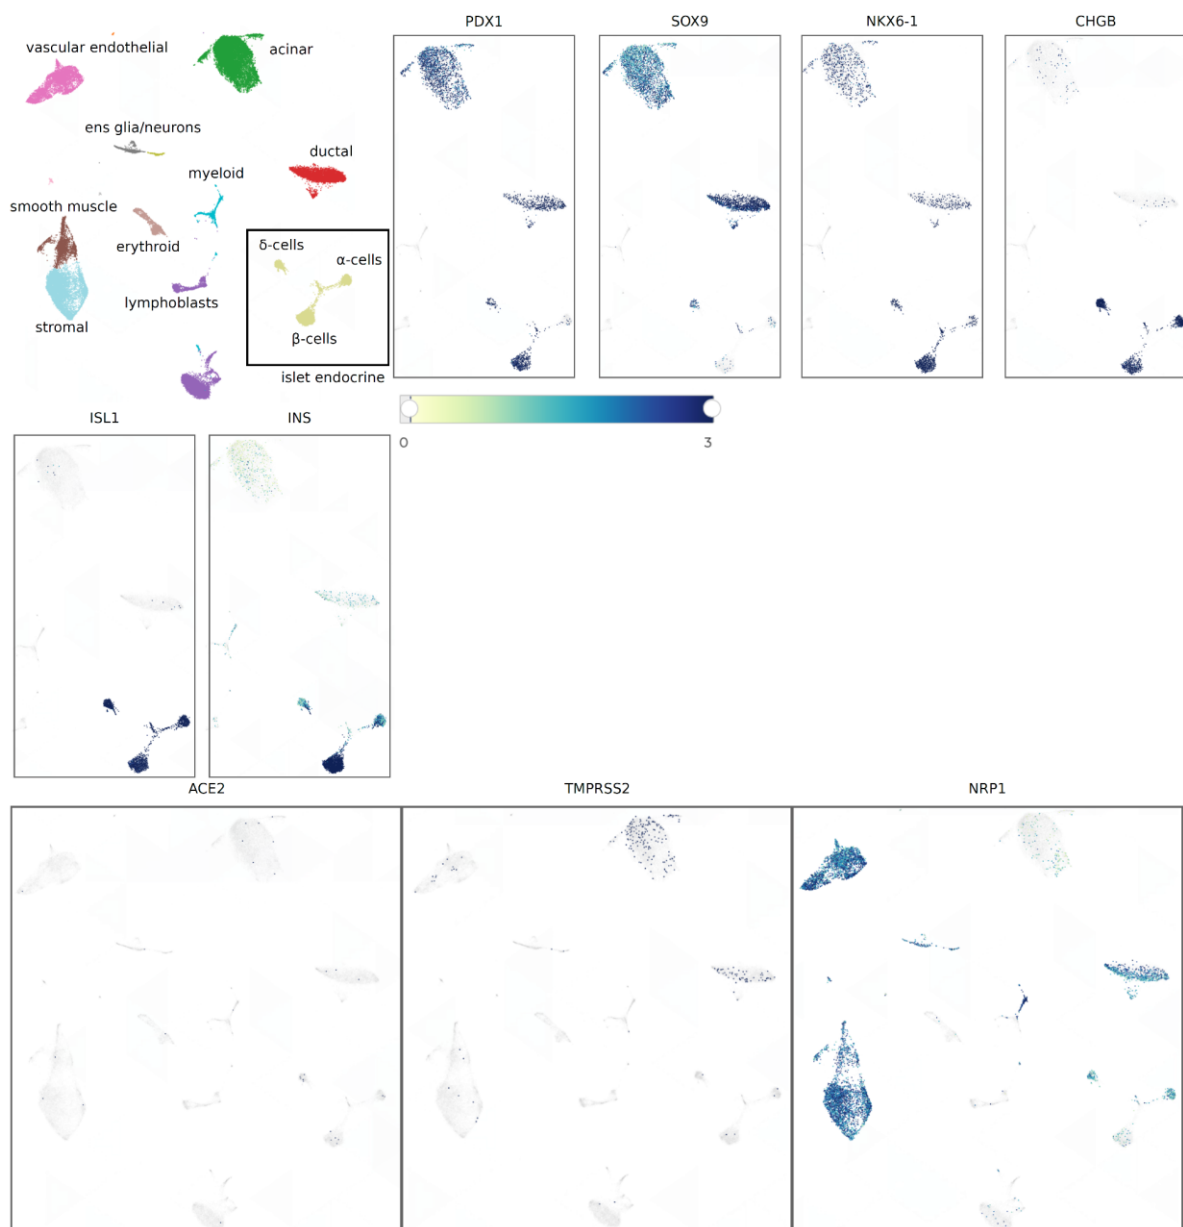 PDX1
SOX9
NKX6-1
CHGB
vascular endothelial
acinar
ens glia/neurons
ductal
myeloid
smooth muscle
erythroid
δ-cells
α-cells
lymphoblasts
stromal
β-cells
islet endocrine
ISL1
INS
0
3
ACE2
TMPRSS2
NRP1